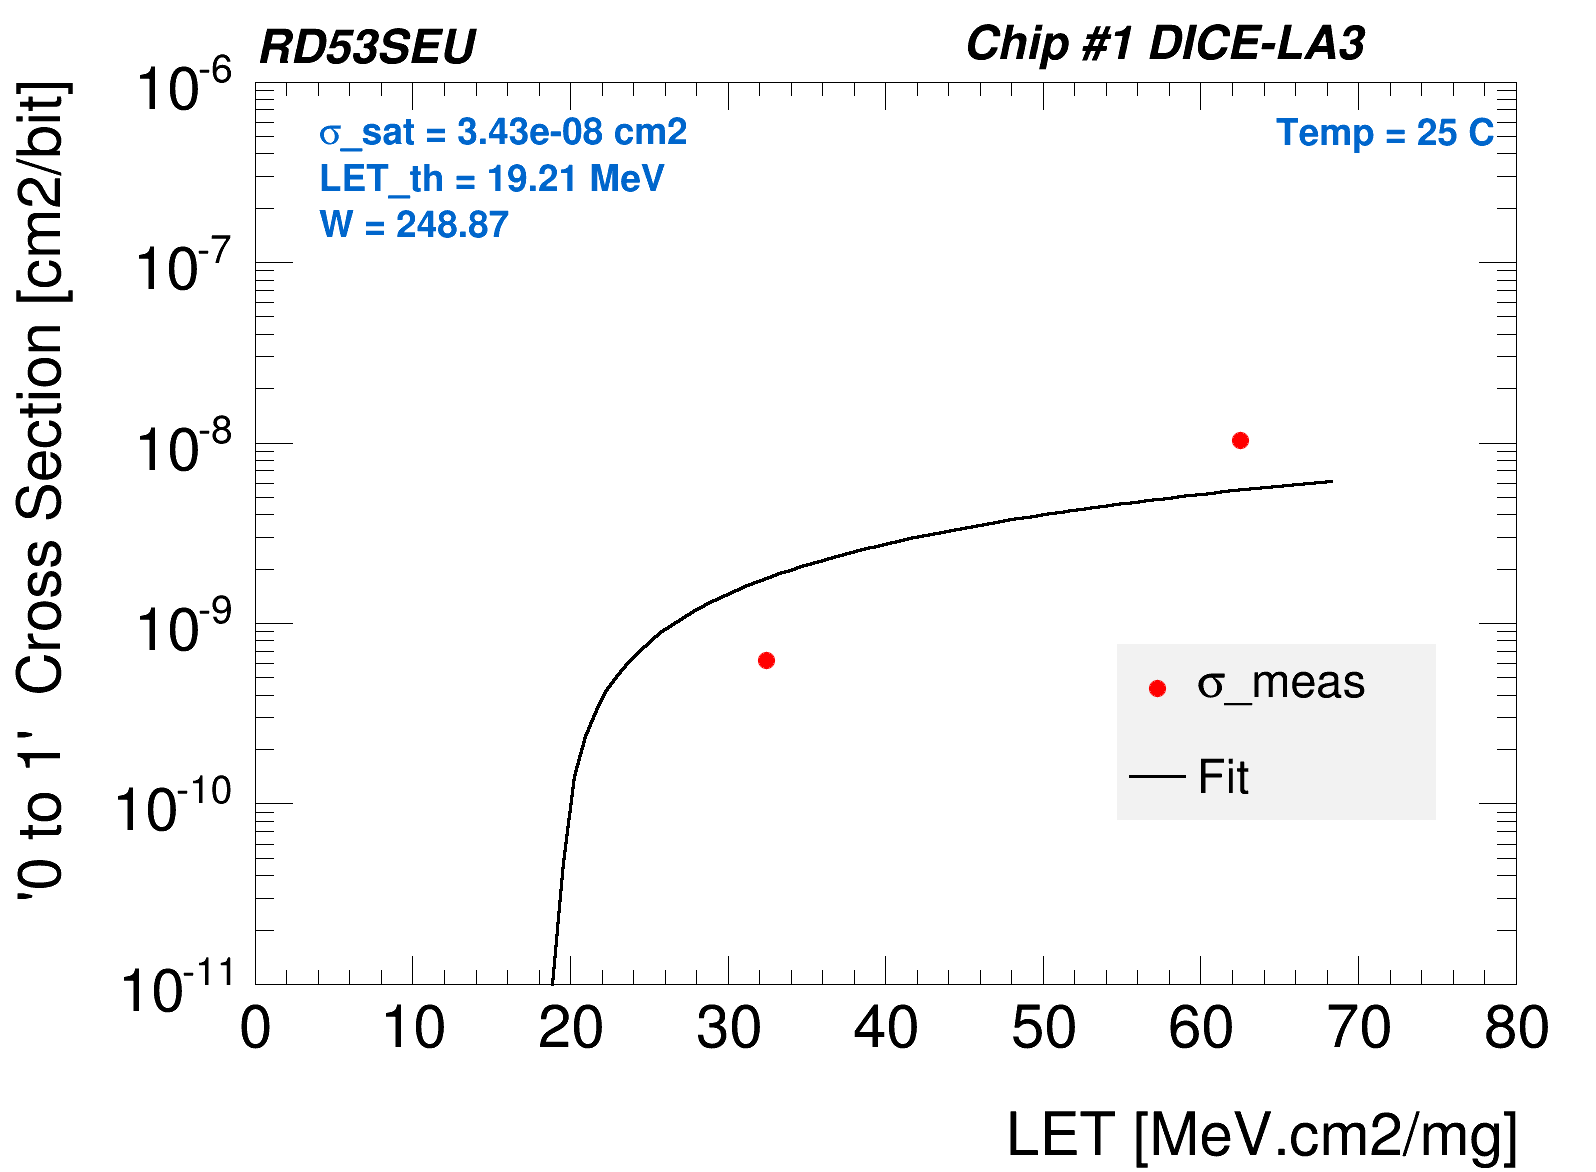 RD53SEU
Chip #1 DICE-LA3
σ_sat = 3.43e-08 cm2
LET_th = 19.21 MeV
W = 248.87
Temp = 25 C
'0 to 1'  Cross Section [cm2/bit]
10^-6
10^-7
10^-8
10^-9
10^-10
10^-11
σ_meas
Fit
0 10 20 30 40 50 60 70 80
LET [MeV.cm2/mg]